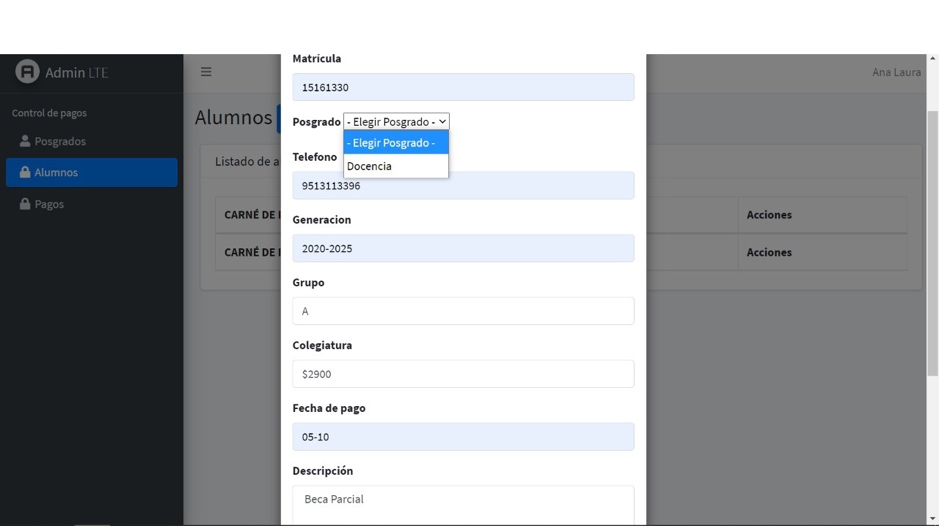 Matrícula
Admin LTE
Ana Laura
15161330
Control de pagos
Alumnos
Posgrado - Elegir Posgrado -
- Elegir Posgrado -
Docencia
Posgrados
Alumnos
Pagos
Listado de a
Telefono
9513113396
CARNÉ DE
Acciones
Generacion
2020-2025
CARNÉ DE
Acciones
Grupo
A
Colegiatura
$2900
Fecha de pago
05-10
Descripción
Beca Parcial